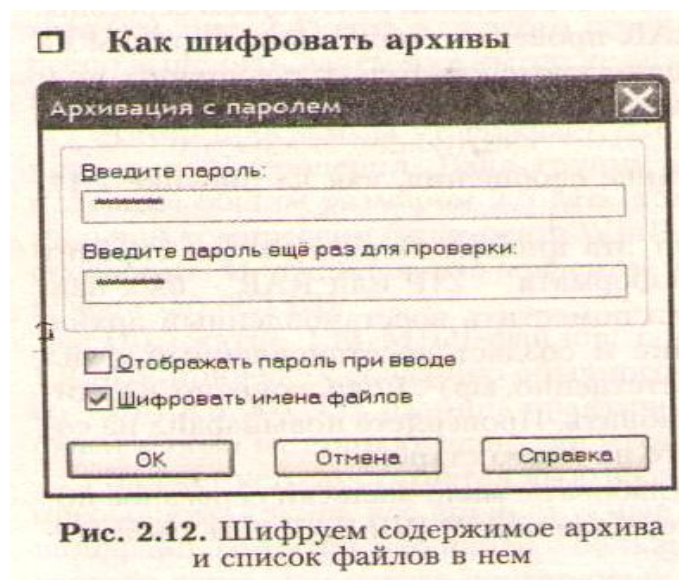 Как шифровать архивы
Архивация с паролем
Введите пароль:
********
Введите пароль ещё раз для проверки:
********
Отображать пароль при вводе
Шифровать имена файлов
ОК Отмена Справка
Рис. 2.12. Шифруем содержимое архива
и список файлов в нем